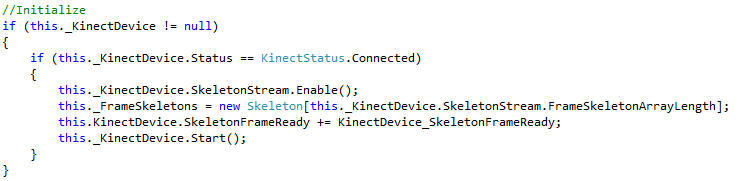 //Initialize
if (this._KinectDevice != null)
{
    if (this._KinectDevice.Status == KinectStatus.Connected)
    {
        this._KinectDevice.SkeletonStream.Enable();
        this._FrameSkeletons = new Skeleton[this._KinectDevice.SkeletonStream.FrameSkeletonArrayLength];
        this.KinectDevice.SkeletonFrameReady += KinectDevice_SkeletonFrameReady;
        this._KinectDevice.Start();
    }
}